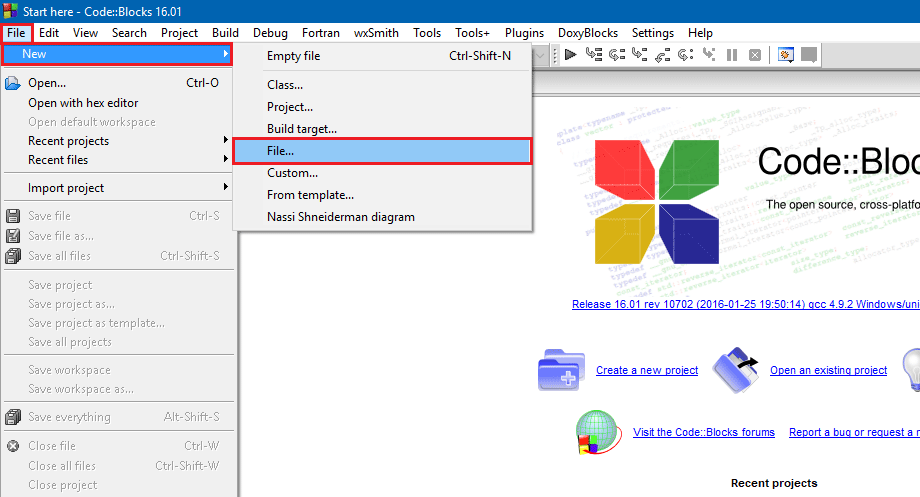 Start here - Code::Blocks 16.01
File Edit View Search Project Build Debug Fortran wxSmith Tools Tools+ Plugins DoxyBlocks Settings Help
New
Empty file Ctrl-Shift-N
Class...
Project...
Build target...
File...
Custom...
From template...
Nassi Shneiderman diagram
Open... Ctrl-O
Open with hex editor
Open default workspace
Recent projects
Recent files
Import project
Save file Ctrl-S
Save file as...
Save all files Ctrl-Shift-S
Save project
Save project as...
Save project as template...
Save all projects
Save workspace
Save workspace as...
Save everything Alt-Shift-S
Close file Ctrl-W
Close all files Ctrl-Shift-W
Close project
Code::Bloc
The open source, cross-platfo
Release 16.01 rev 10702 (2016-01-25 19:50:14) gcc 4.9.2 Windows/uni
Create a new project
Open an existing project
Visit the Code::Blocks forums
Report a bug or request a n
Recent projects